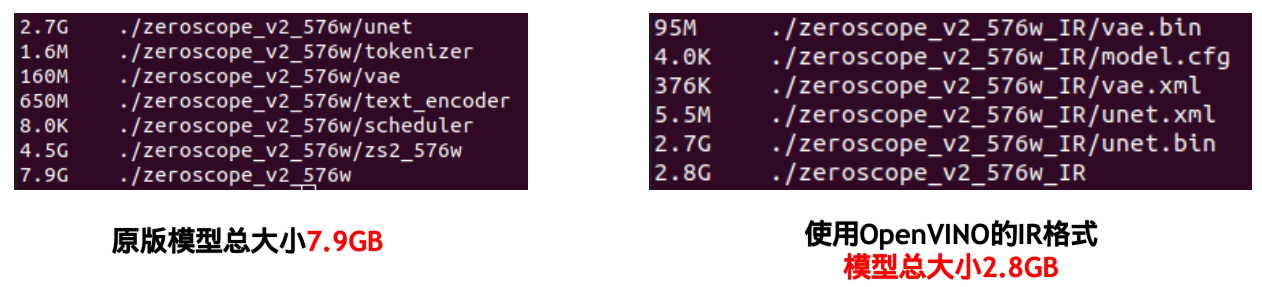 2.7G ./zeroscope_v2_576w/unet
1.6M ./zeroscope_v2_576w/tokenizer
160M ./zeroscope_v2_576w/vae
650M ./zeroscope_v2_576w/text_encoder
8.0K ./zeroscope_v2_576w/scheduler
4.5G ./zeroscope_v2_576w/zs2_576w
7.9G ./zeroscope_v2_576w
原版模型总大小7.9GB
95M ./zeroscope_v2_576w_IR/vae.bin
4.0K ./zeroscope_v2_576w_IR/model.cfg
376K ./zeroscope_v2_576w_IR/vae.xml
5.5M ./zeroscope_v2_576w_IR/unet.xml
2.7G ./zeroscope_v2_576w_IR/unet.bin
2.8G ./zeroscope_v2_576w_IR
使用OpenVINO的IR格式
模型总大小2.8GB